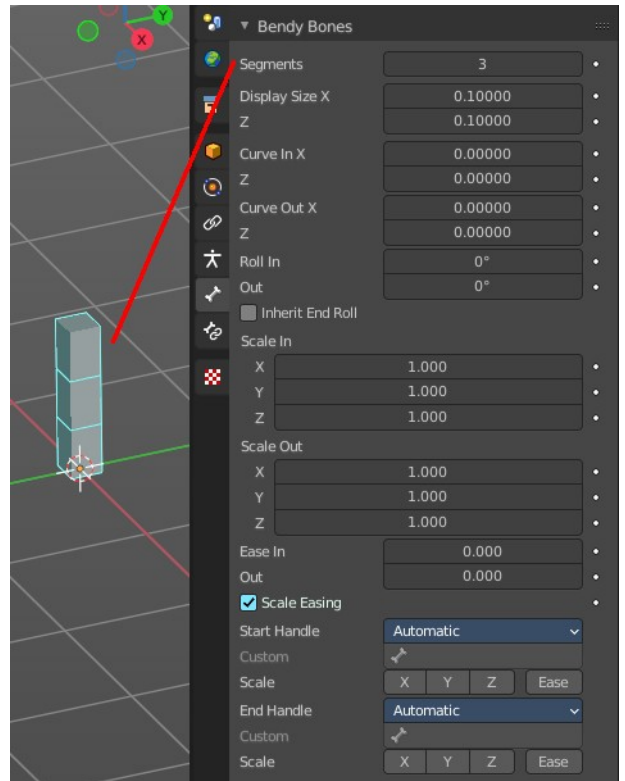 Y
X
Bendy Bones
Segments 3
Display Size X 0.10000
Z 0.10000
Curve In X 0.00000
Z 0.00000
Curve Out X 0.00000
Z 0.00000
Roll In 0°
Out 0°
Inherit End Roll
Scale In
X 1.000
Y 1.000
Z 1.000
Scale Out
X 1.000
Y 1.000
Z 1.000
Ease In 0.000
Out 0.000
Scale Easing
Start Handle Automatic
Custom
Scale X Y Z Ease
End Handle Automatic
Custom
Scale X Y Z Ease